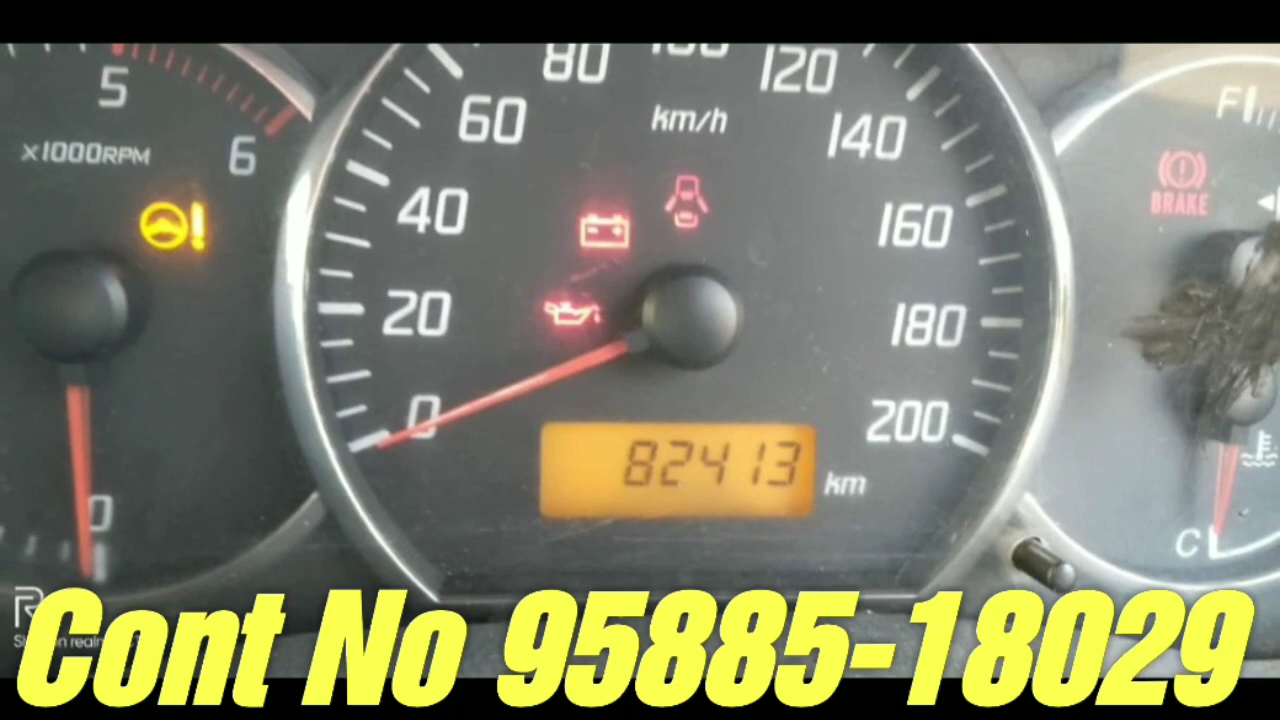 80 100 120
5 60 km/h 140 F
x1000RPM 6
BRAKE
40 160
20 180
0 200
82413 km
0
C
Cont No 95885-18029